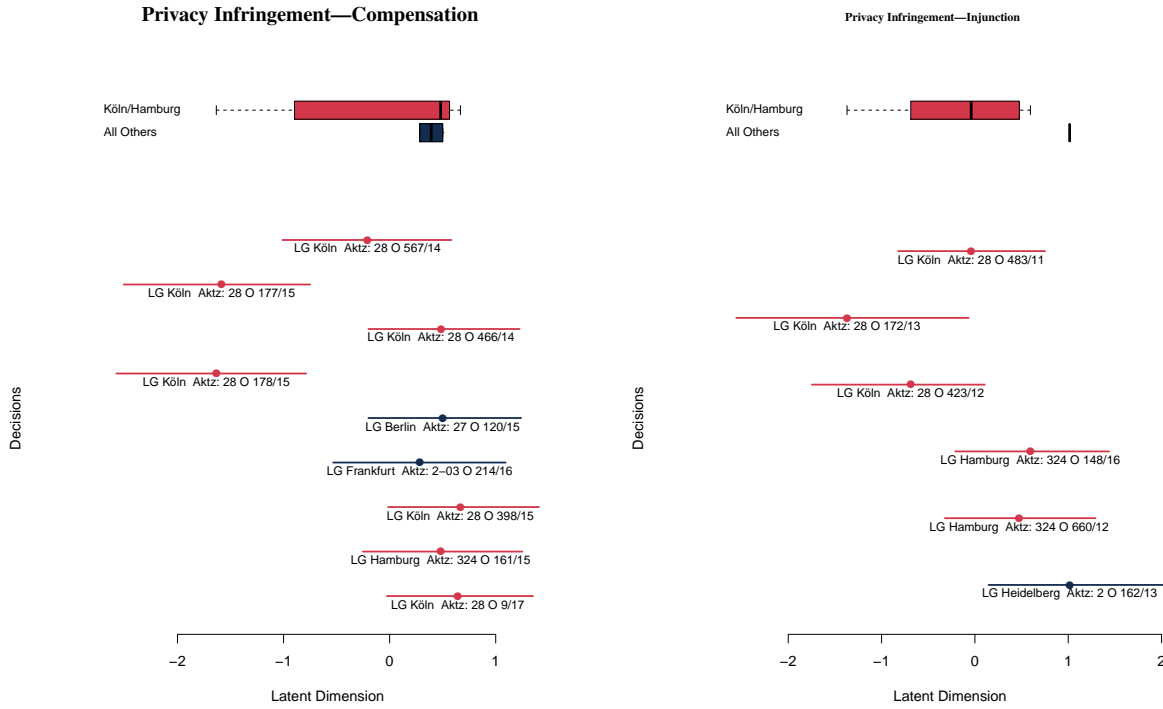 Privacy Infringement—Compensation
Köln/Hamburg
All Others
LG Köln Aktz: 28 O 567/14
LG Köln Aktz: 28 O 177/15
LG Köln Aktz: 28 O 466/14
LG Köln Aktz: 28 O 178/15
LG Berlin Aktz: 27 O 120/15
LG Frankfurt Aktz: 2−03 O 214/16
LG Köln Aktz: 28 O 398/15
LG Hamburg Aktz: 324 O 161/15
LG Köln Aktz: 28 O 9/17
Decisions
−2 −1 0 1
Latent Dimension
Privacy Infringement—Injunction
Köln/Hamburg
All Others
LG Köln Aktz: 28 O 483/11
LG Köln Aktz: 28 O 172/13
LG Köln Aktz: 28 O 423/12
LG Hamburg Aktz: 324 O 148/16
LG Hamburg Aktz: 324 O 660/12
LG Heidelberg Aktz: 2 O 162/13
Decisions
−2 −1 0 1 2
Latent Dimension